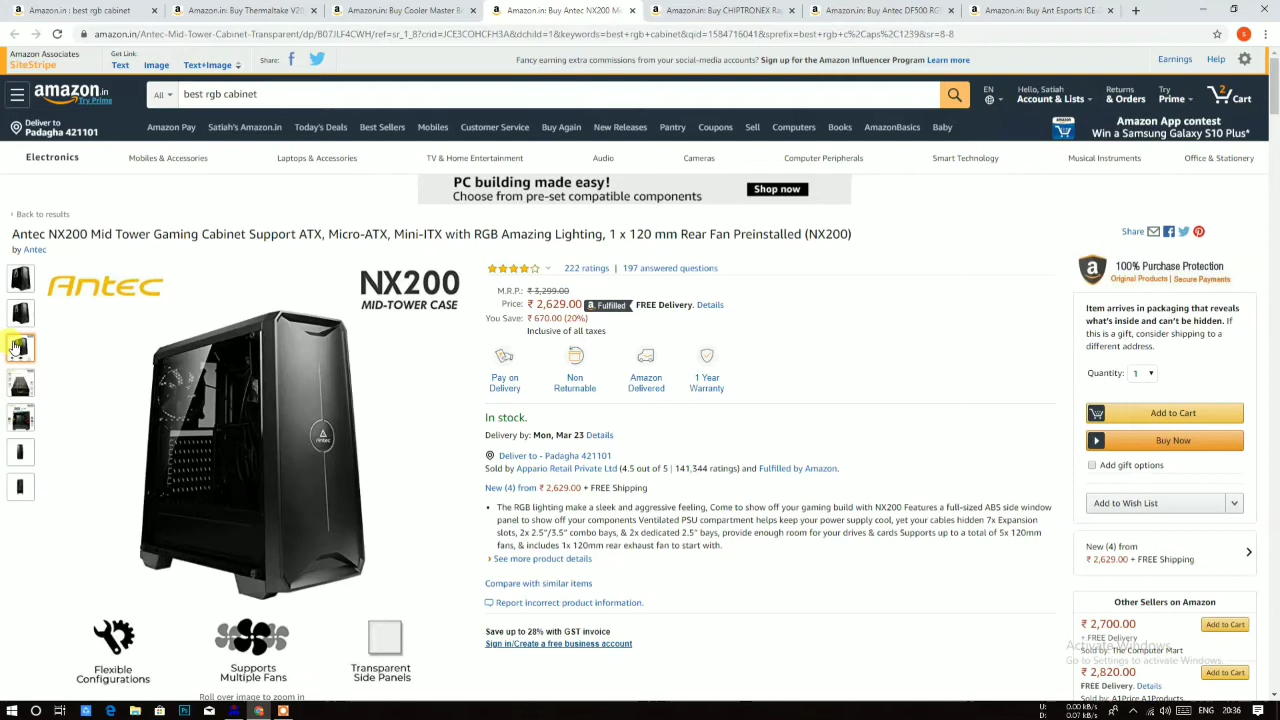 amazon.in: best rgb cabinet
amazon.in: Buy Thermaltake V20
amazon.in: Buy Cooler Master B
amazon.in: Buy Antec NX200 M
amazon.in: Buy CHIPTRONEX
amazon.in: Buy Antec DF500 RG
amazon.in: Buy Ant Esports ICE-
amazon.in/Antec-Mid-Tower-Cabinet-Transparent/dp/B07JLF4CWH/ref=sr_1_8?crid=JCE3COHCFH3A&dchild=1&keywords=best+rgb+cabinet&qid=1584716041&sprefix=best+rgb+c%2Caps%2C1239&sr=8-8
Amazon Associates
SiteStripe
Get Link:
Text Image Text+Image
Share:
Fancy earning extra commissions from your social-media accounts? Sign up for the Amazon Influencer Program Learn more
Earnings Help
amazon.in
Try Prime
All
best rgb cabinet
EN
Hello, Satiah
Account & Lists
Returns
& Orders
Try
Prime
2
Cart
Deliver to
Padagha 421101
Amazon Pay Satiah's Amazon.in Today's Deals Best Sellers Mobiles Customer Service Buy Again New Releases Pantry Coupons Sell Computers Books AmazonBasics Baby
Amazon App contest
Win a Samsung Galaxy S10 Plus*
Electronics Mobiles & Accessories Laptops & Accessories TV & Home Entertainment Audio Cameras Computer Peripherals Smart Technology Musical Instruments Office & Stationery
PC building made easy!
Choose from pre-set compatible components
Shop now
‹ Back to results
Antec NX200 Mid Tower Gaming Cabinet Support ATX, Micro-ATX, Mini-ITX with RGB Amazing Lighting, 1 x 120 mm Rear Fan Preinstalled (NX200)
by Antec
Share
Antec
NX200
MID-TOWER CASE
Antec
Flexible
Configurations
Supports
Multiple Fans
Transparent
Side Panels
Roll over image to zoom in
222 ratings | 197 answered questions
M.R.P.: ₹ 3,299.00
Price: ₹ 2,629.00 Fulfilled FREE Delivery. Details
You Save: ₹ 670.00 (20%)
Inclusive of all taxes
Pay on
Delivery
Non
Returnable
Amazon
Delivered
1 Year
Warranty
In stock.
Delivery by: Mon, Mar 23 Details
Deliver to - Padagha 421101
Sold by Appario Retail Private Ltd (4.5 out of 5 | 141,344 ratings) and Fulfilled by Amazon.
New (4) from ₹ 2,629.00 + FREE Shipping
• The RGB lighting make a sleek and aggressive feeling, Come to show off your gaming build with NX200 Features a full-sized ABS side window
panel to show off your components Ventilated PSU compartment helps keep your power supply cool, yet your cables hidden 7x Expansion
slots, 2x 2.5"/3.5" combo bays, & 2x dedicated 2.5" bays, provide enough room for your drives & cards Supports up to a total of 5x 120mm
fans, & includes 1x 120mm rear exhaust fan to start with.
› See more product details
Compare with similar items
Report incorrect product information.
Save up to 28% with GST invoice
Sign in/Create a free business account
100% Purchase Protection
Original Products | Secure Payments
Item arrives in packaging that reveals
what's inside and can't be hidden. If
this is a gift, consider shipping to a
different address.
Quantity: 1
Add to Cart
Buy Now
Add gift options
Add to Wish List
New (4) from
₹ 2,629.00 + FREE Shipping
Other Sellers on Amazon
₹ 2,700.00
Add to Cart
+ FREE Delivery
Sold by: The Computer Mart
Activate Windows
Go to Settings to activate Windows.
₹ 2,820.00
Add to Cart
FREE Delivery. Details
Sold by: A1Price A1Products
U: 0.00 kB/s
D: 0.07 kB/s
ENG 20:36